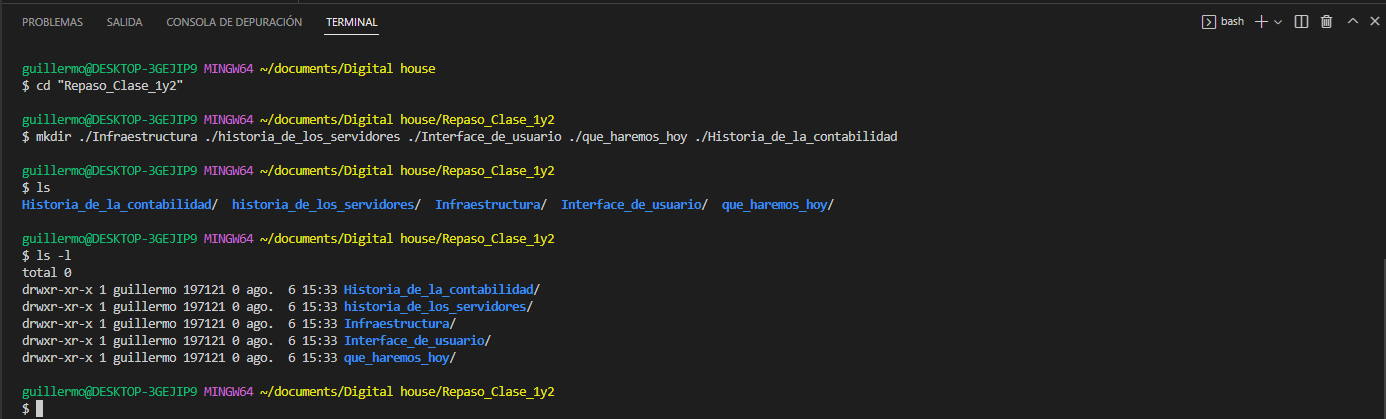 PROBLEMAS SALIDA CONSOLA DE DEPURACIÓN TERMINAL bash
guillermo@DESKTOP-3GEJIP9 MINGW64 ~/documents/Digital house
$ cd "Repaso_Clase_1y2"
guillermo@DESKTOP-3GEJIP9 MINGW64 ~/documents/Digital house/Repaso_Clase_1y2
$ mkdir ./Infraestructura ./historia_de_los_servidores ./Interface_de_usuario ./que_haremos_hoy ./Historia_de_la_contabilidad
guillermo@DESKTOP-3GEJIP9 MINGW64 ~/documents/Digital house/Repaso_Clase_1y2
$ ls
Historia_de_la_contabilidad/ historia_de_los_servidores/ Infraestructura/ Interface_de_usuario/ que_haremos_hoy/
guillermo@DESKTOP-3GEJIP9 MINGW64 ~/documents/Digital house/Repaso_Clase_1y2
$ ls -l
total 0
drwxr-xr-x 1 guillermo 197121 0 ago. 6 15:33 Historia_de_la_contabilidad/
drwxr-xr-x 1 guillermo 197121 0 ago. 6 15:33 historia_de_los_servidores/
drwxr-xr-x 1 guillermo 197121 0 ago. 6 15:33 Infraestructura/
drwxr-xr-x 1 guillermo 197121 0 ago. 6 15:33 Interface_de_usuario/
drwxr-xr-x 1 guillermo 197121 0 ago. 6 15:33 que_haremos_hoy/
guillermo@DESKTOP-3GEJIP9 MINGW64 ~/documents/Digital house/Repaso_Clase_1y2
$